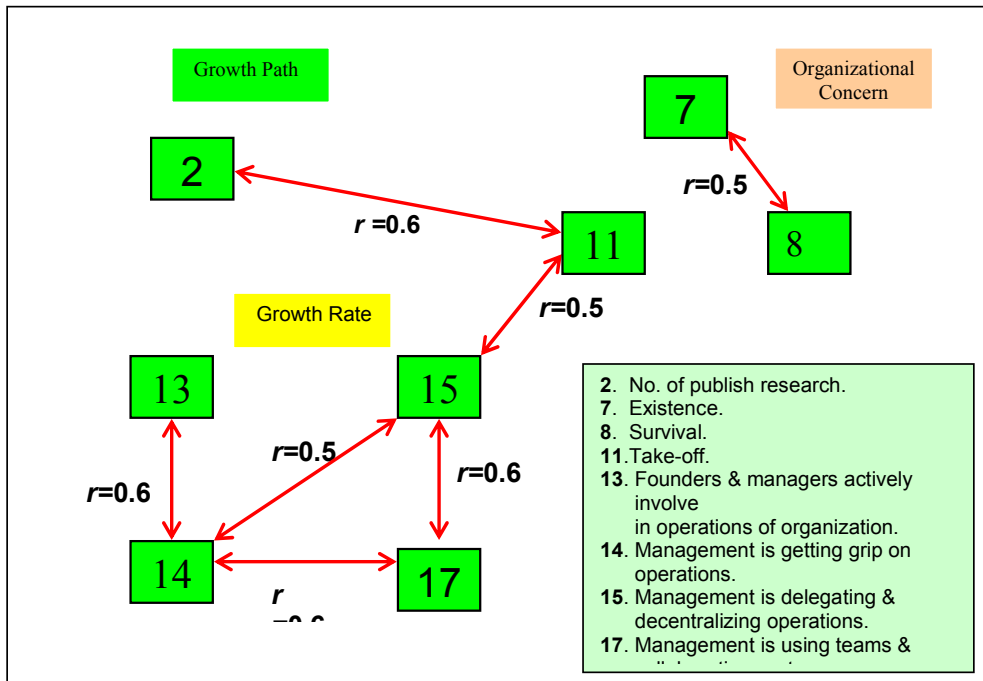 Growth Path
Organizational
Concern
7
2
r=0.5
r =0.6
11
8
r=0.5
Growth Rate
13
15
r=0.5
r=0.6
r=0.6
14
17
r
=0.6
2. No. of publish research.
7. Existence.
8. Survival.
11.Take-off.
13. Founders & managers actively
involve
in operations of organization.
14. Management is getting grip on
operations.
15. Management is delegating &
decentralizing operations.
17. Management is using teams &